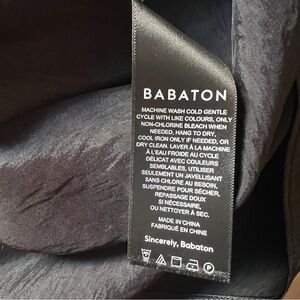 BABATON
MACHINE WASH COLD GENTLE
CYCLE WITH LIKE COLOURS, ONLY
NON-CHLORINE BLEACH WHEN
NEEDED, HANG TO DRY.
COOL IRON ONLY IF NEEDED, OR
DRY CLEAN. LAVER À LA MACHINE
À L'EAU FROIDE AU CYCLE
DÉLICAT AVEC COULEURS
SEMBLABLES, UTILISER
SEULEMENT UN JAVELLISANT
SANS CHLORE AU BESOIN,
SUSPENDRE POUR SÉCHER.
REPASSAGE DOUX
SI NÉCESSAIRE,
OU NETTOYER À SEC.
MADE IN CHINA
FABRIQUÉ EN CHINE
Sincerely, Babaton
P